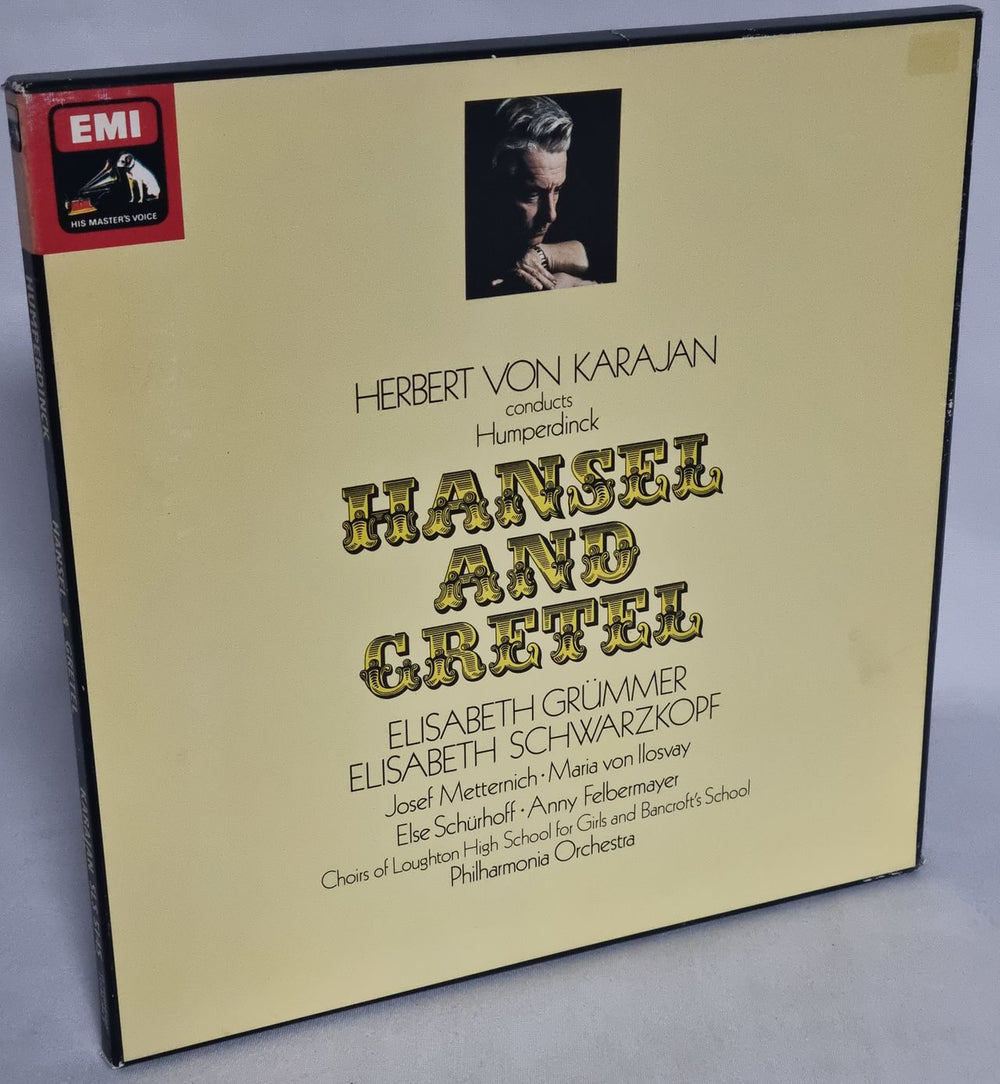 EMI
HIS MASTER'S VOICE
HERBERT VON KARAJAN
conducts
Humperdinck
HANSEL
AND
GRETEL
ELISABETH GRÜMMER
ELISABETH SCHWARZKOPF
Josef Metternich · Maria von Ilosvay
Else Schürhoff · Anny Felbermayer
Choirs of Loughton High School for Girls and Bancroft's School
Philharmonia Orchestra
HUMPERDINCK HANSEL & GRETEL KARAJAN